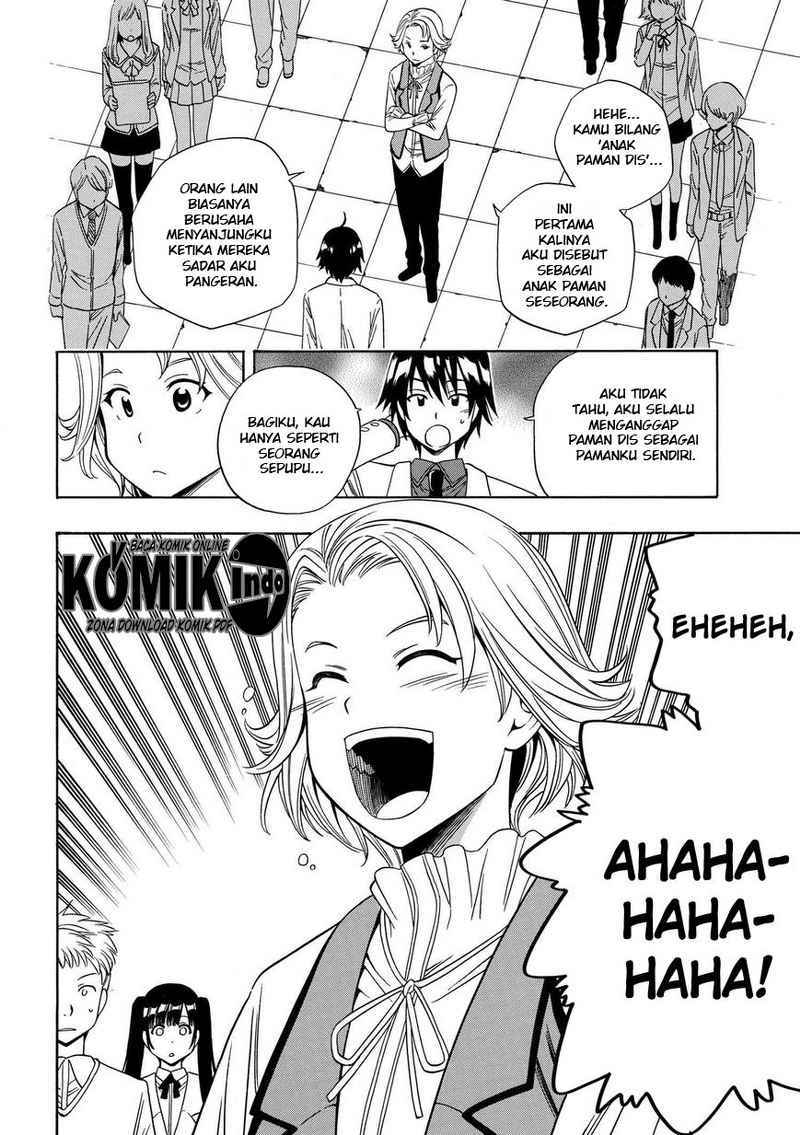 HEHE...
KAMU BILANG
'ANAK
PAMAN DIS'...
INI
PERTAMA
KALINYA
AKU DISEBUT
SEBAGAI
ANAK PAMAN
SESEORANG.
ORANG LAIN
BIASANYA
BERUSAHA
MENYANJUNGKU
KETIKA MEREKA
SADAR AKU
PANGERAN.
AKU TIDAK
TAHU, AKU SELALU
MENGANGGAP
PAMAN DIS SEBAGAI
PAMANKU SENDIRI.
BAGIKU, KAU
HANYA SEPERTI
SEORANG
SEPUPU...
BACA KOMIK ONLINE
KOMIK indo
ZONA DOWNLOAD KOMIK PDF
EHEHEH,
AHAHA-
HAHA-
HAHA!